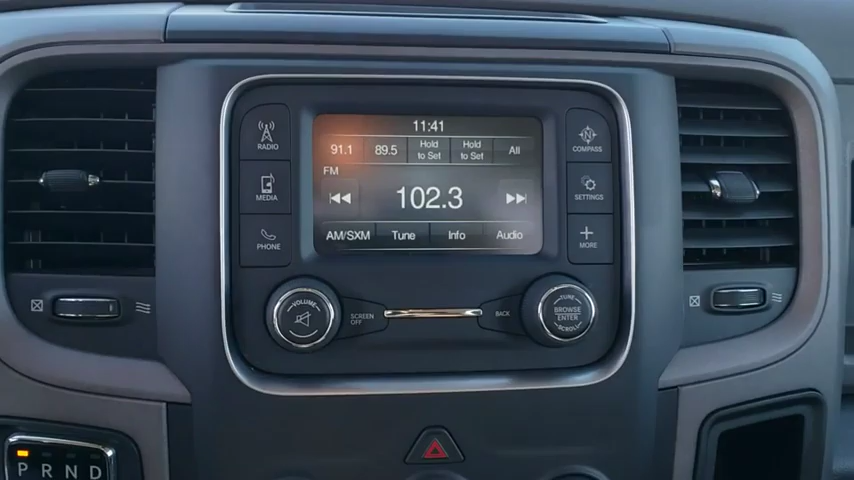 11:41
91.1 89.5 Hold to Set Hold to Set All
FM
102.3
AM/SXM Tune Info Audio
RADIO
MEDIA
PHONE
N
COMPASS
SETTINGS
MORE
VOLUME
SCREEN
OFF
BACK
TUNE
BROWSE
ENTER
SCROLL
P R N D